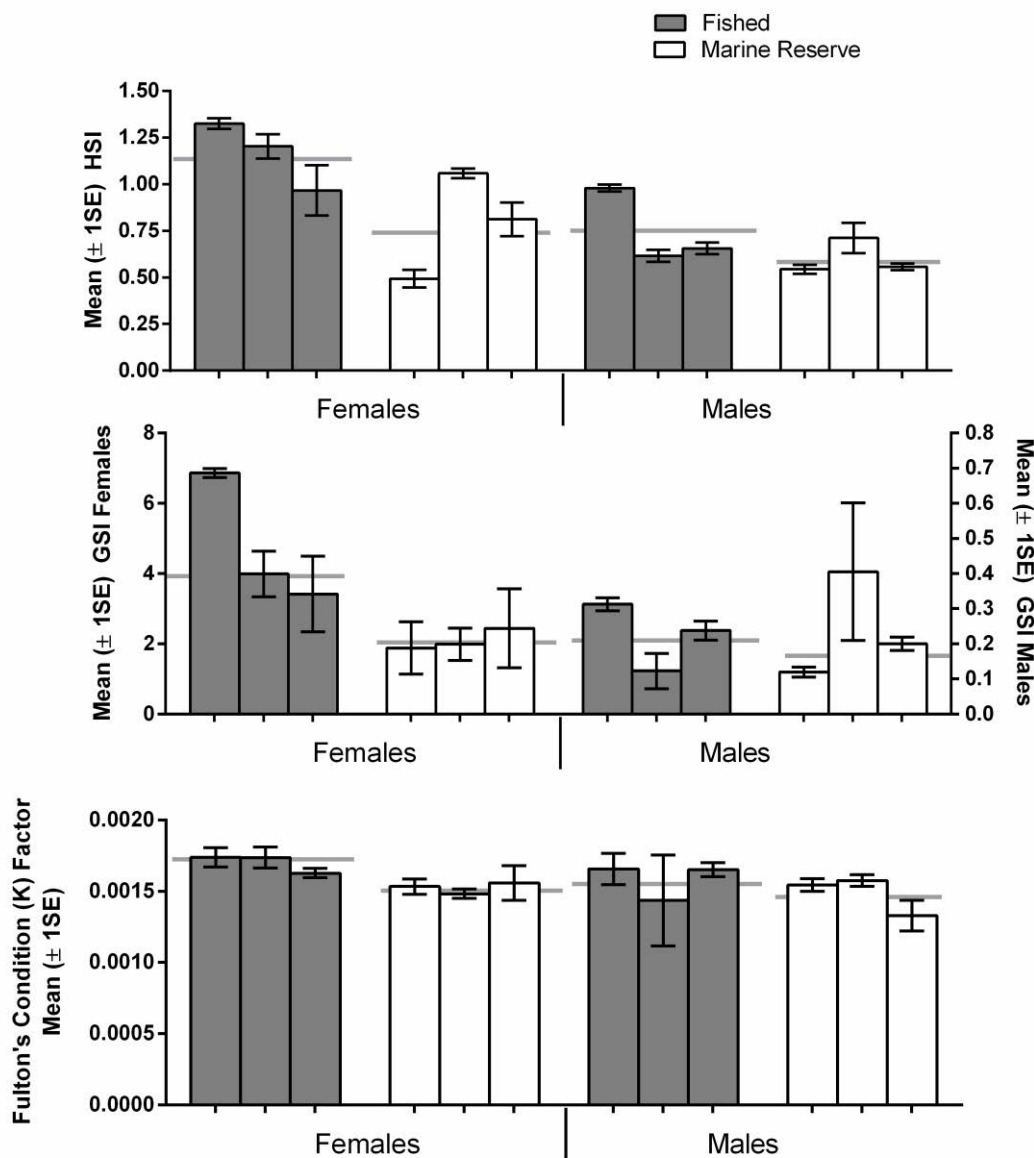 Fished
Marine Reserve
Mean (± 1SE) HSI
1.50
1.25
1.00
0.75
0.50
0.25
0.00
Females
Males
Mean (± 1SE) GSI Females
8
6
4
2
0
0.8
0.7
0.6
0.5
0.4
0.3
0.2
0.1
0.0
Mean (± 1SE) GSI Males
Females
Males
Fulton's Condition (K) Factor
Mean (± 1SE)
0.0020
0.0015
0.0010
0.0005
0.0000
Females
Males